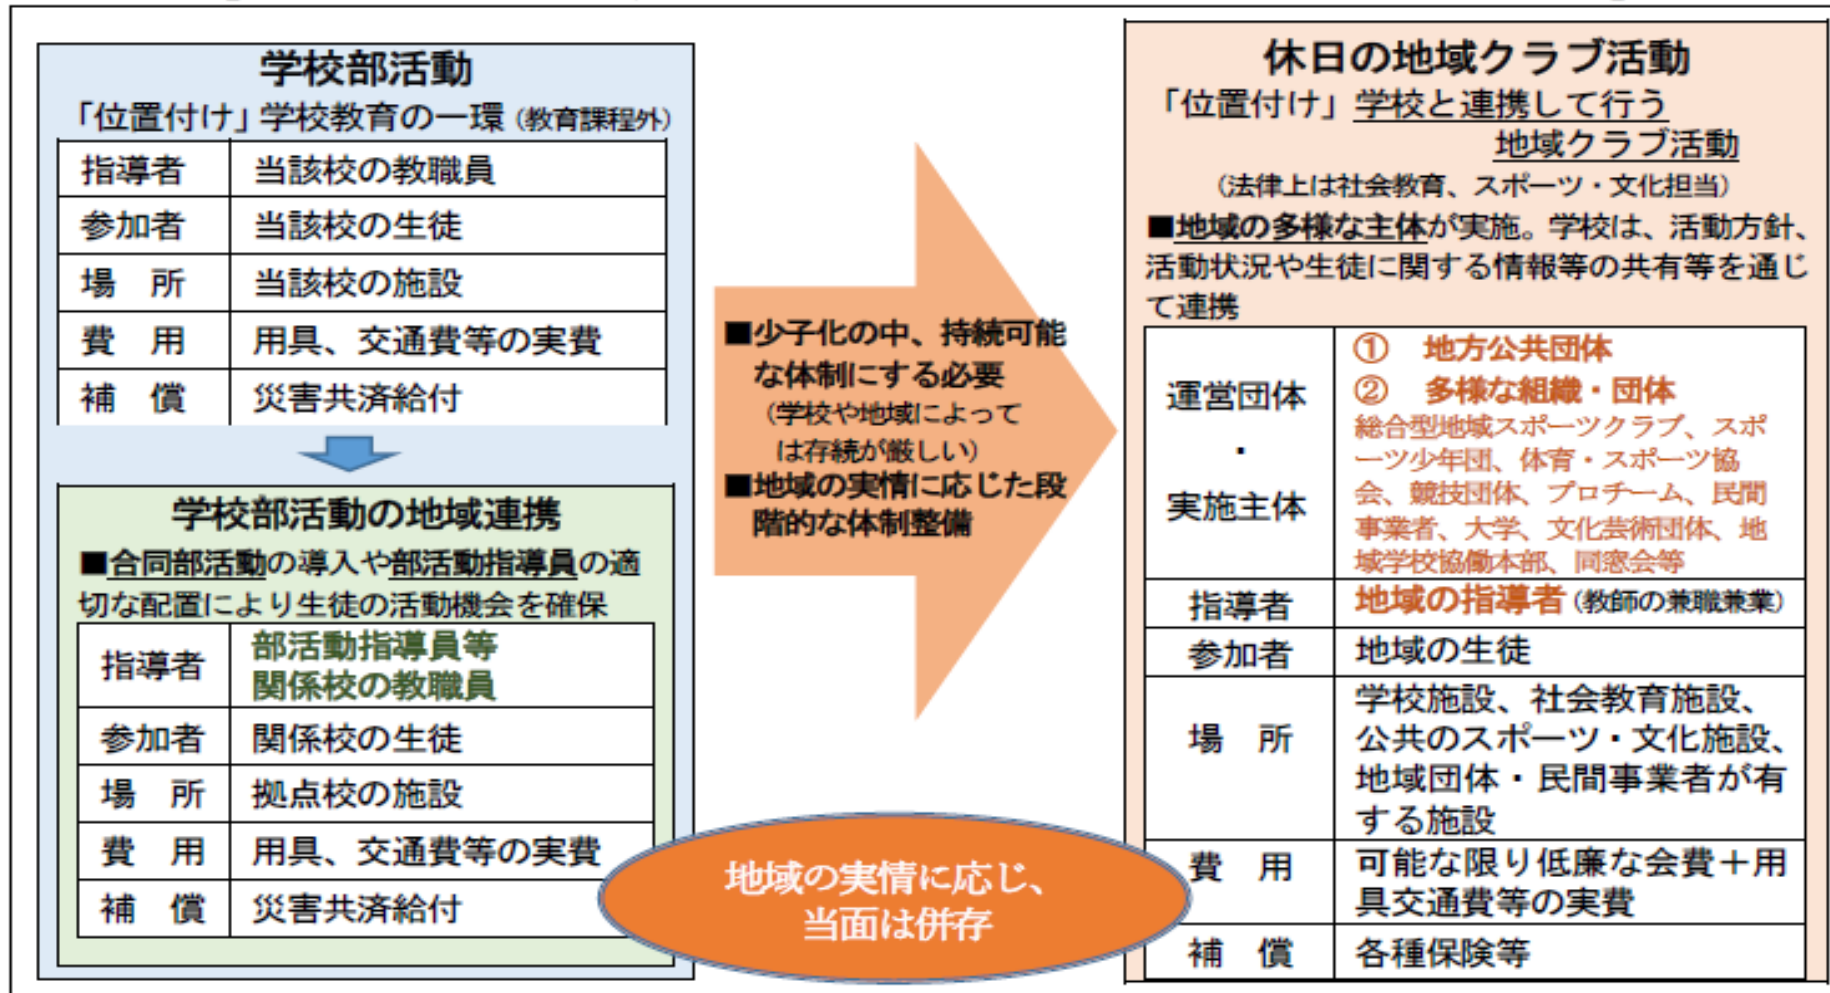 学校部活動
「位置付け」学校教育の一環(教育課程外)
指導者 当該校の教職員
参加者 当該校の生徒
場　所 当該校の施設
費　用 用具、交通費等の実費
補　償 災害共済給付
学校部活動の地域連携
■合同部活動の導入や部活動指導員の適
切な配置により生徒の活動機会を確保
指導者 部活動指導員等
関係校の教職員
参加者 関係校の生徒
場　所 拠点校の施設
費　用 用具、交通費等の実費
補　償 災害共済給付
■少子化の中、持続可能
な体制にする必要
(学校や地域によって
は存続が厳しい)
■地域の実情に応じた段
階的な体制整備
地域の実情に応じ、
当面は併存
休日の地域クラブ活動
「位置付け」学校と連携して行う
地域クラブ活動
(法律上は社会教育、スポーツ・文化担当)
■地域の多様な主体が実施。学校は、活動方針、
活動状況や生徒に関する情報等の共有等を通じ
て連携
運営団体
・
実施主体
①　地方公共団体
②　多様な組織・団体
総合型地域スポーツクラブ、スポ
ーツ少年団、体育・スポーツ協
会、競技団体、プロチーム、民間
事業者、大学、文化芸術団体、地
域学校協働本部、同窓会等
指導者 地域の指導者(教師の兼職兼業)
参加者 地域の生徒
場　所 学校施設、社会教育施設、
公共のスポーツ・文化施設、
地域団体・民間事業者が有
する施設
費　用 可能な限り低廉な会費＋用
具交通費等の実費
補　償 各種保険等